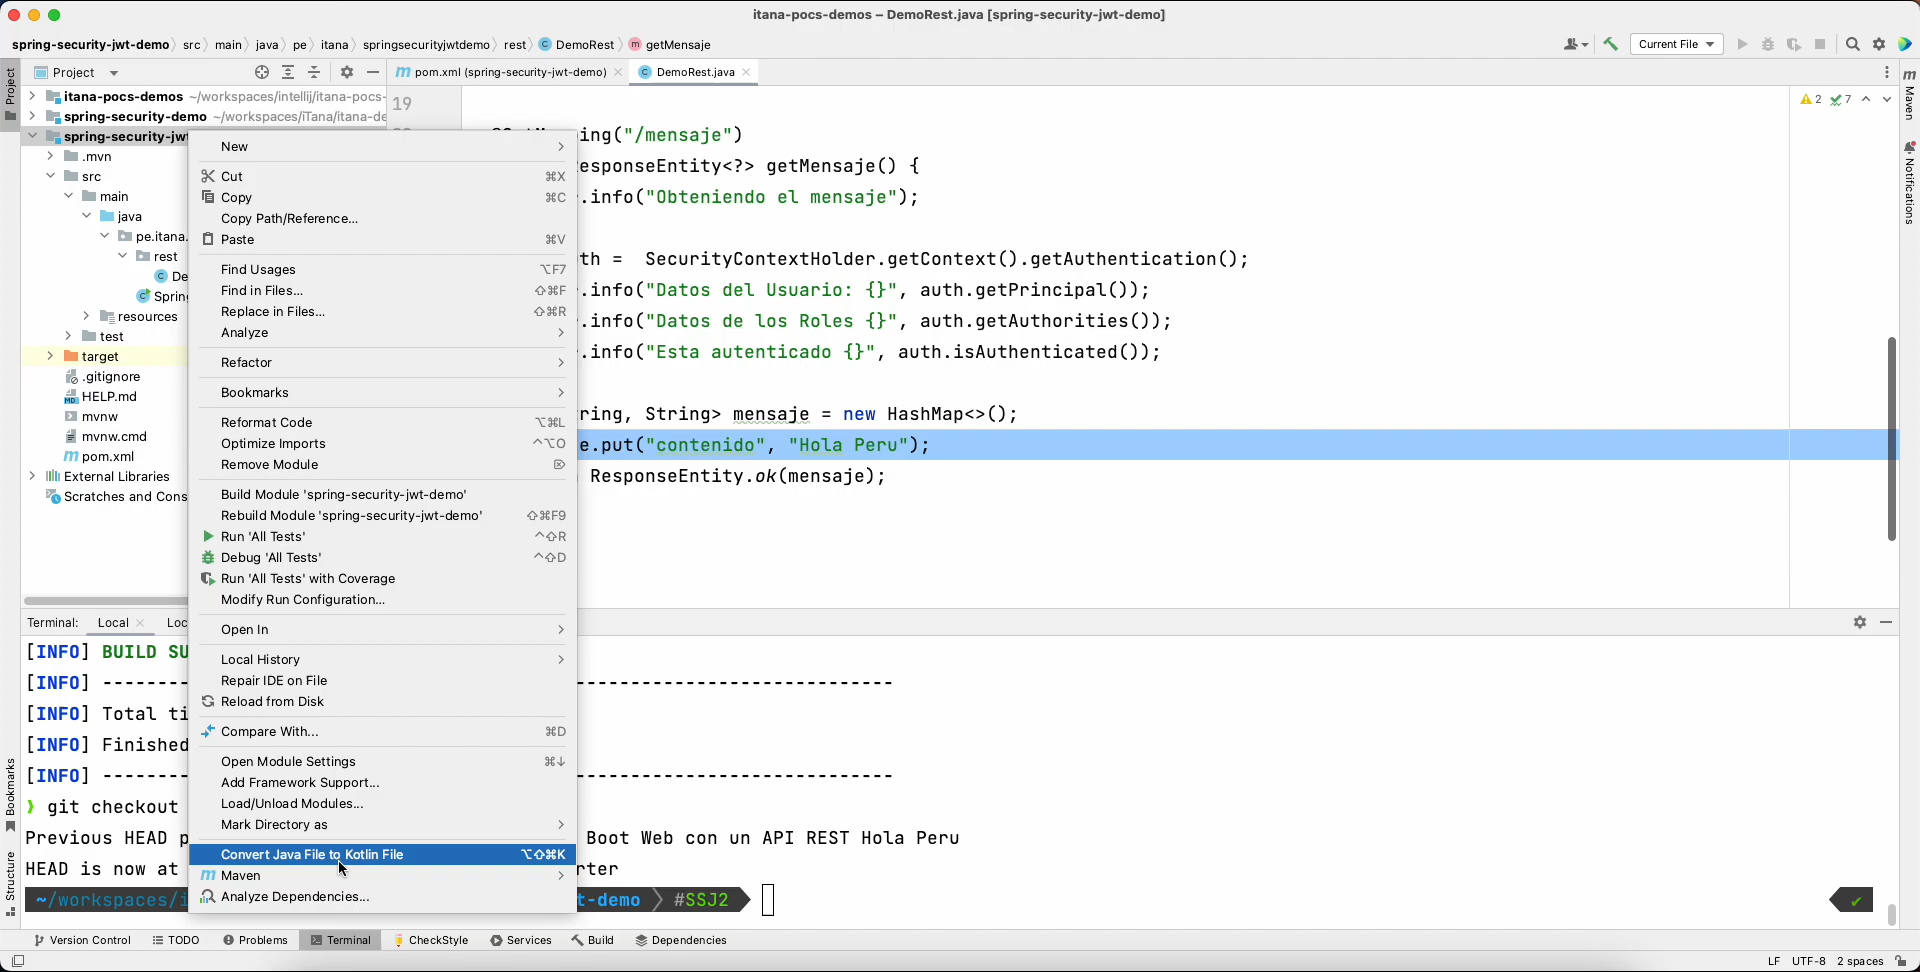 itana-pocs-demos – DemoRest.java [spring-security-jwt-demo]
spring-security-jwt-demo src main java pe itana springsecurityjwtdemo rest DemoRest getMensaje
Current File
Project
pom.xml (spring-security-jwt-demo)
DemoRest.java
Project
itana-pocs-demos ~/workspaces/intellij/itana-pocs-
spring-security-demo ~/workspaces/iTana/itana-de
spring-security-jwt
.mvn
src
main
java
pe.itana.
rest
De
Spring
resources
test
target
.gitignore
HELP.md
mvnw
mvnw.cmd
pom.xml
External Libraries
Scratches and Cons
New
Cut ⌘X
Copy ⌘C
Copy Path/Reference...
Paste ⌘V
Find Usages ⌥F7
Find in Files... ⇧⌘F
Replace in Files... ⇧⌘R
Analyze
Refactor
Bookmarks
Reformat Code ⌥⌘L
Optimize Imports ^⌥O
Remove Module ⌦
Build Module 'spring-security-jwt-demo'
Rebuild Module 'spring-security-jwt-demo' ⇧⌘F9
Run 'All Tests' ^⇧R
Debug 'All Tests' ^⇧D
Run 'All Tests' with Coverage
Modify Run Configuration...
Open In
Local History
Repair IDE on File
Reload from Disk
Compare With... ⌘D
Open Module Settings ⌘↓
Add Framework Support...
Load/Unload Modules...
Mark Directory as
Convert Java File to Kotlin File ⌥⇧⌘K
Maven
Analyze Dependencies...
19
2 7
ing("/mensaje")
esponseEntity<?> getMensaje() {
.info("Obteniendo el mensaje");
th = SecurityContextHolder.getContext().getAuthentication();
.info("Datos del Usuario: {}", auth.getPrincipal());
.info("Datos de los Roles {}", auth.getAuthorities());
.info("Esta autenticado {}", auth.isAuthenticated());
ring, String> mensaje = new HashMap<>();
e.put("contenido", "Hola Peru");
ResponseEntity.ok(mensaje);
m Maven
Notifications
Bookmarks
Structure
Terminal: Local Loc
[INFO] BUILD SU
[INFO] ----------------------------------------------------------------
[INFO] Total ti
[INFO] Finished
[INFO] ----------------------------------------------------------------
❯ git checkout
Previous HEAD p Boot Web con un API REST Hola Peru
HEAD is now at rter
~/workspaces/i t-demo #SSJ2 ✔
Version Control TODO Problems Terminal CheckStyle Services Build Dependencies
LF UTF-8 2 spaces